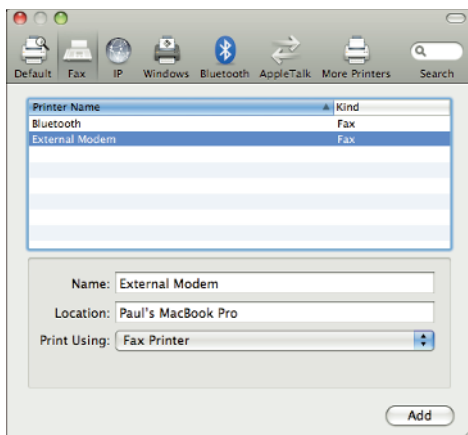 Default Fax IP Windows Bluetooth AppleTalk More Printers Search
Printer Name Kind
Bluetooth Fax
External Modem Fax
Name: External Modem
Location: Paul's MacBook Pro
Print Using: Fax Printer
Add